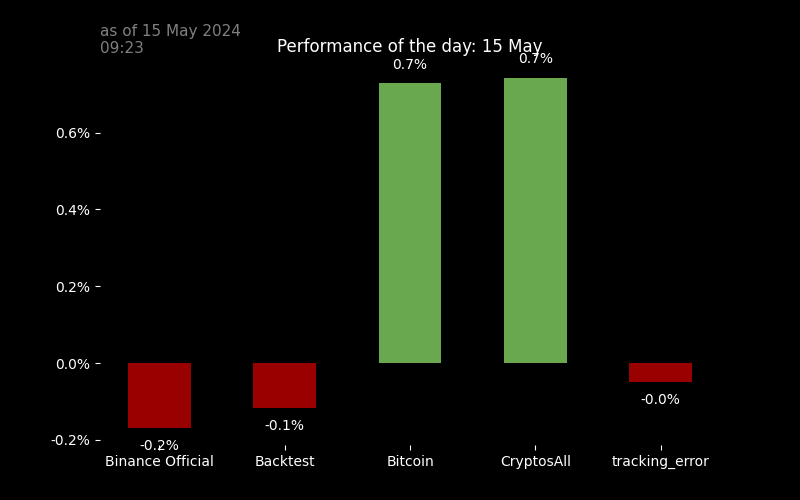 as of 15 May 2024
09:23
Performance of the day: 15 May
0.7%
0.7%
0.6%
0.4%
0.2%
0.0%
-0.2%
-0.2%
-0.1%
-0.0%
Binance Official
Backtest
Bitcoin
CryptosAll
tracking_error